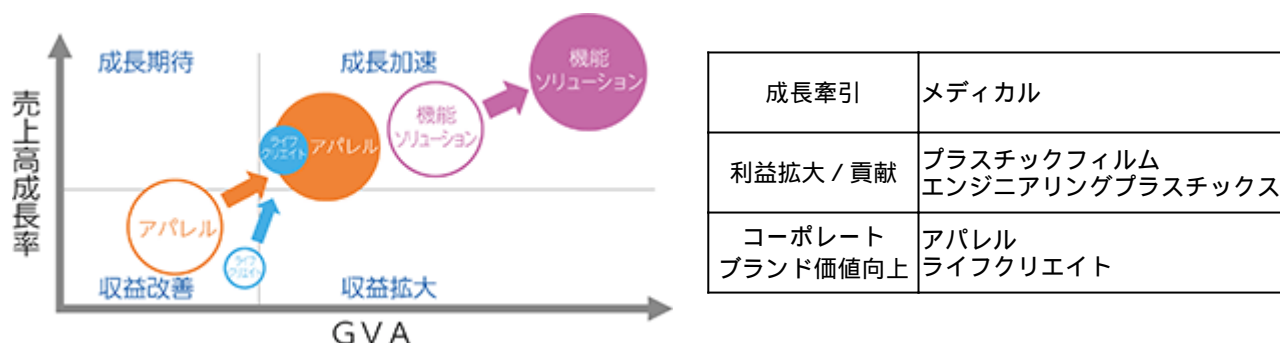 成長期待
成長加速
機能
ソリューション
機能
ソリューション
ライフ
クリエイト
アパレル
アパレル
ライフ
クリエイト
収益改善
収益拡大
売上高成長率
GVA
成長牽引
メディカル
利益拡大 / 貢献
プラスチックフィルム
エンジニアリングプラスチックス
コーポレート
ブランド価値向上
アパレル
ライフクリエイト